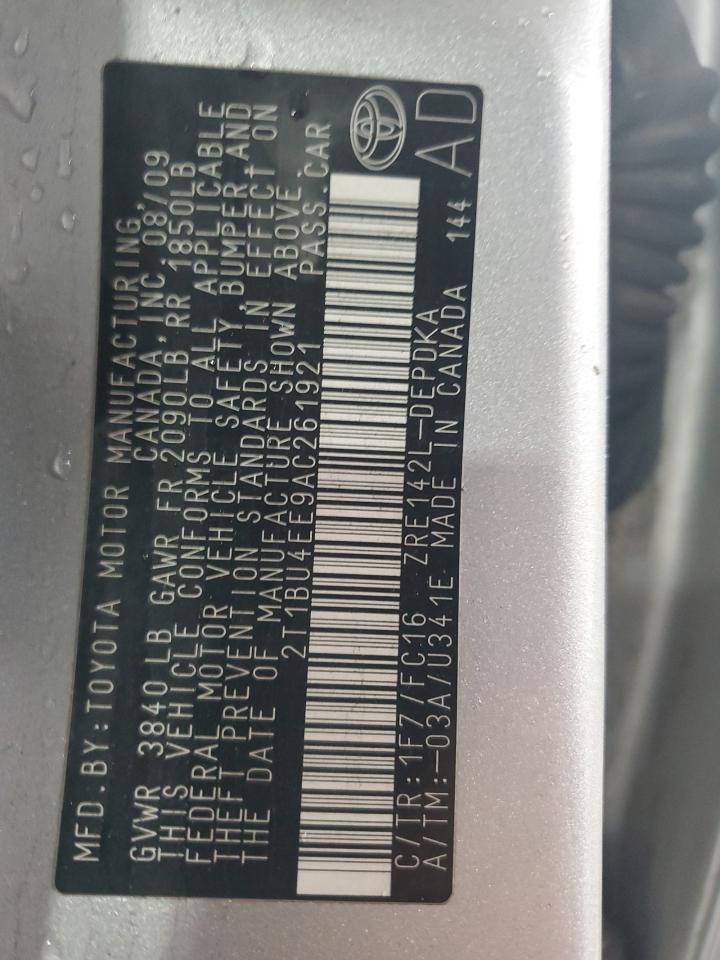 MFD.BY:TOYOTA MOTOR MANUFACTURING,
CANADA, INC. 08/09
GVWR 3840 LB GAWR FR 2090LB, RR 1850LB
THIS VEHICLE CONFORMS TO ALL APPLICABLE
FEDERAL MOTOR VEHICLE SAFETY, BUMPER, AND
THEFT PREVENTION STANDARDS IN EFFECT ON
THE DATE OF MANUFACTURE SHOWN ABOVE.
2T1BU4EE9AC261921 PASS.CAR
C/TR:1F7/FC16 ZRE142L-DEPDKA
A/TM:-03A/U341E MADE IN CANADA 144
AD